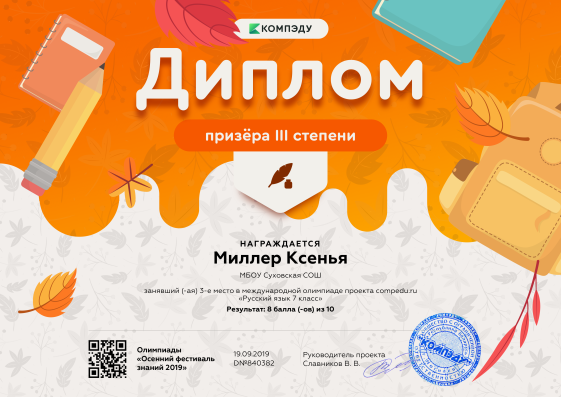 КОМПЭДУ
Диплом
призёра III степени
НАГРАЖДАЕТСЯ
Миллер Ксенья
МБОУ Суховская СОШ
занявший (-ая) 3-е место в международной олимпиаде проекта compedu.ru
«Русский язык 7 класс»
Результат: 8 балла (-ов) из 10
Олимпиады
«Осенний фестиваль
знаний 2019»
19.09.2019
DN№840382
Руководитель проекта
Славников В. В.
КОМПЭДУ